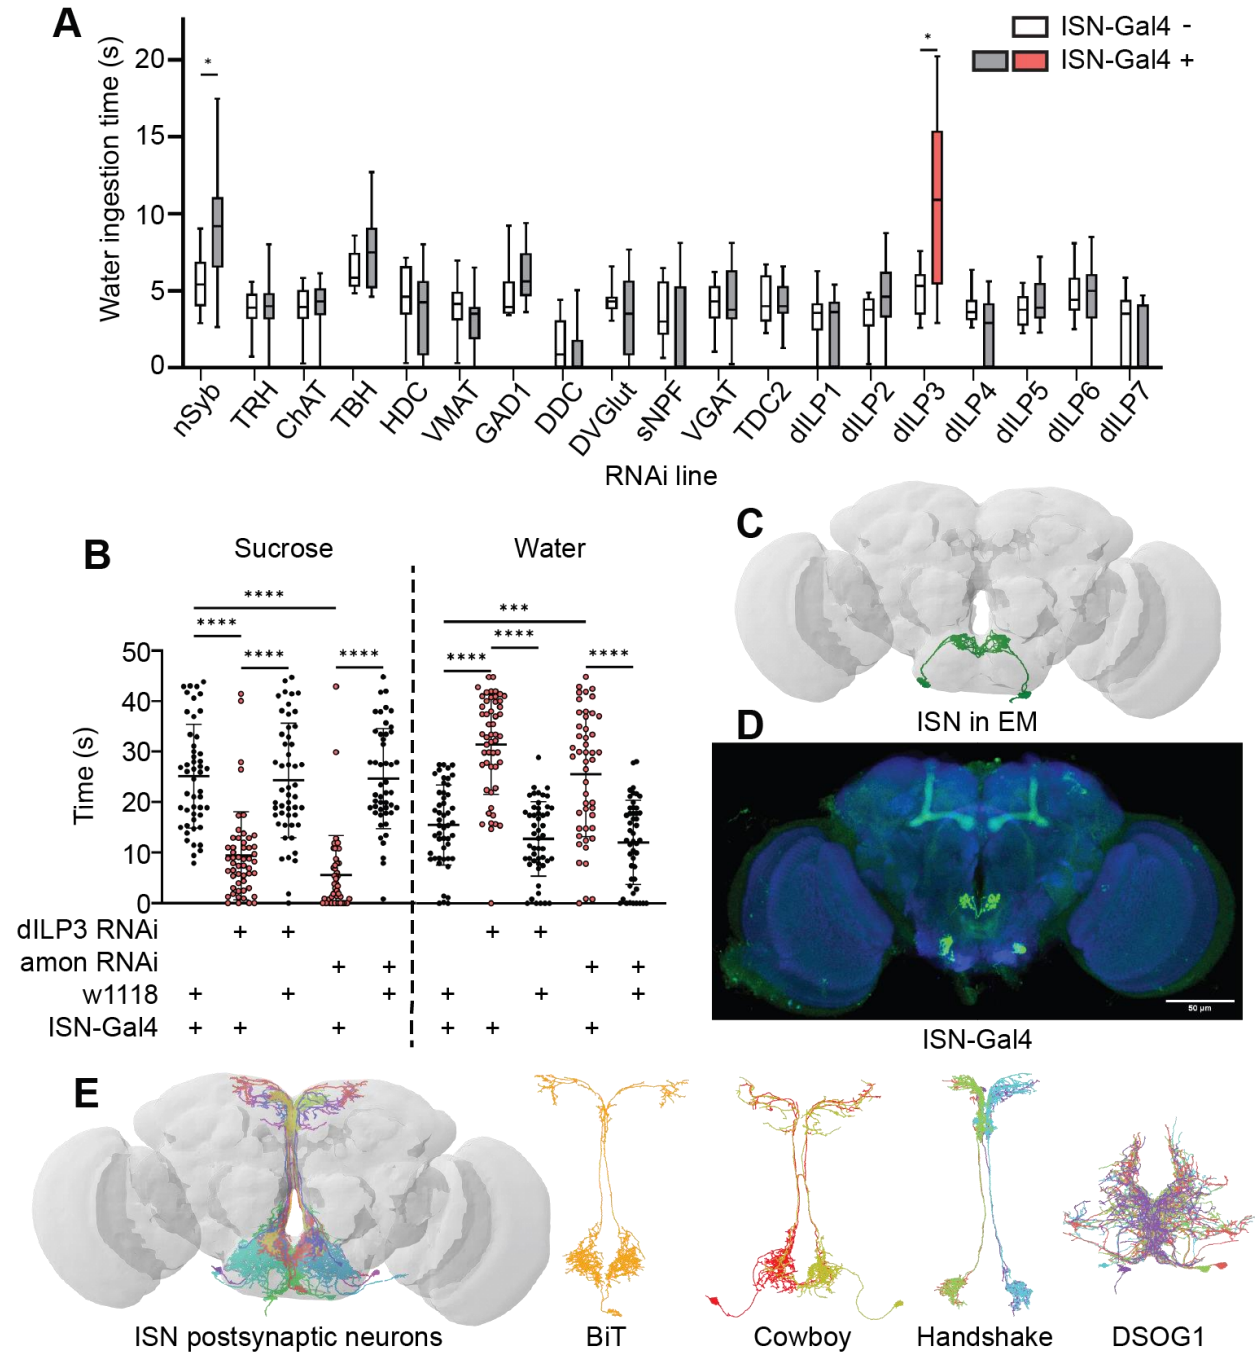 A
Water ingestion time (s)
20
15
10
5
0
*
*
ISN-Gal4 -
ISN-Gal4 +
nSyb
TRH
ChAT
TBH
HDC
VMAT
GAD1
DDC
DVGlut
sNPF
VGAT
TDC2
dILP1
dILP2
dILP3
dILP4
dILP5
dILP6
dILP7
RNAi line
B
Sucrose
Water
****
****
****
****
***
****
****
****
Time (s)
50
40
30
20
10
0
dILP3 RNAi + + + +
amon RNAi + + + +
w1118 + + + + + +
ISN-Gal4 + + + + + +
C
ISN in EM
D
50 µm
ISN-Gal4
E
ISN postsynaptic neurons
BiT
Cowboy
Handshake
DSOG1